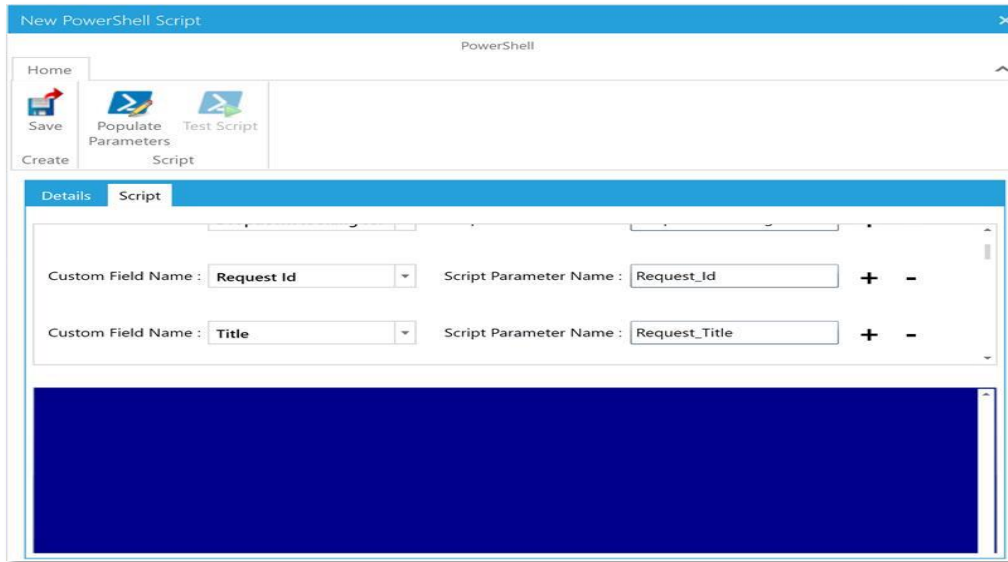 New PowerShell Script
PowerShell
Home
Save
Populate Parameters
Test Script
Create
Script
Details Script
Custom Field Name : Request Id Script Parameter Name : Request_Id + -
Custom Field Name : Title Script Parameter Name : Request_Title + -